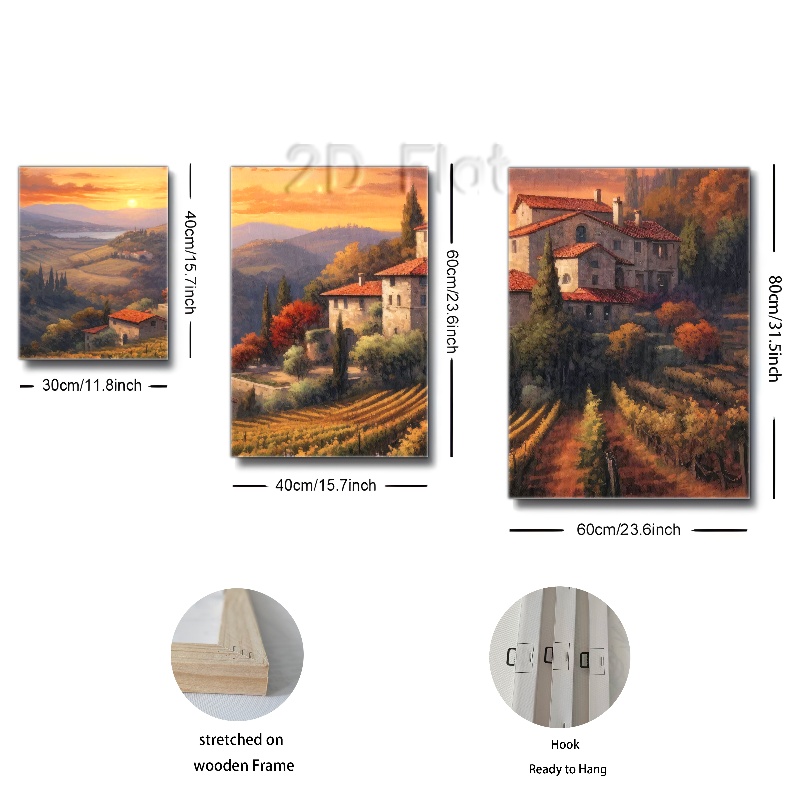 2D Flat
40cm/15.7inch
30cm/11.8inch
60cm/23.6inch
40cm/15.7inch
80cm/31.5inch
60cm/23.6inch
stretched on
wooden Frame
Hook
Ready to Hang